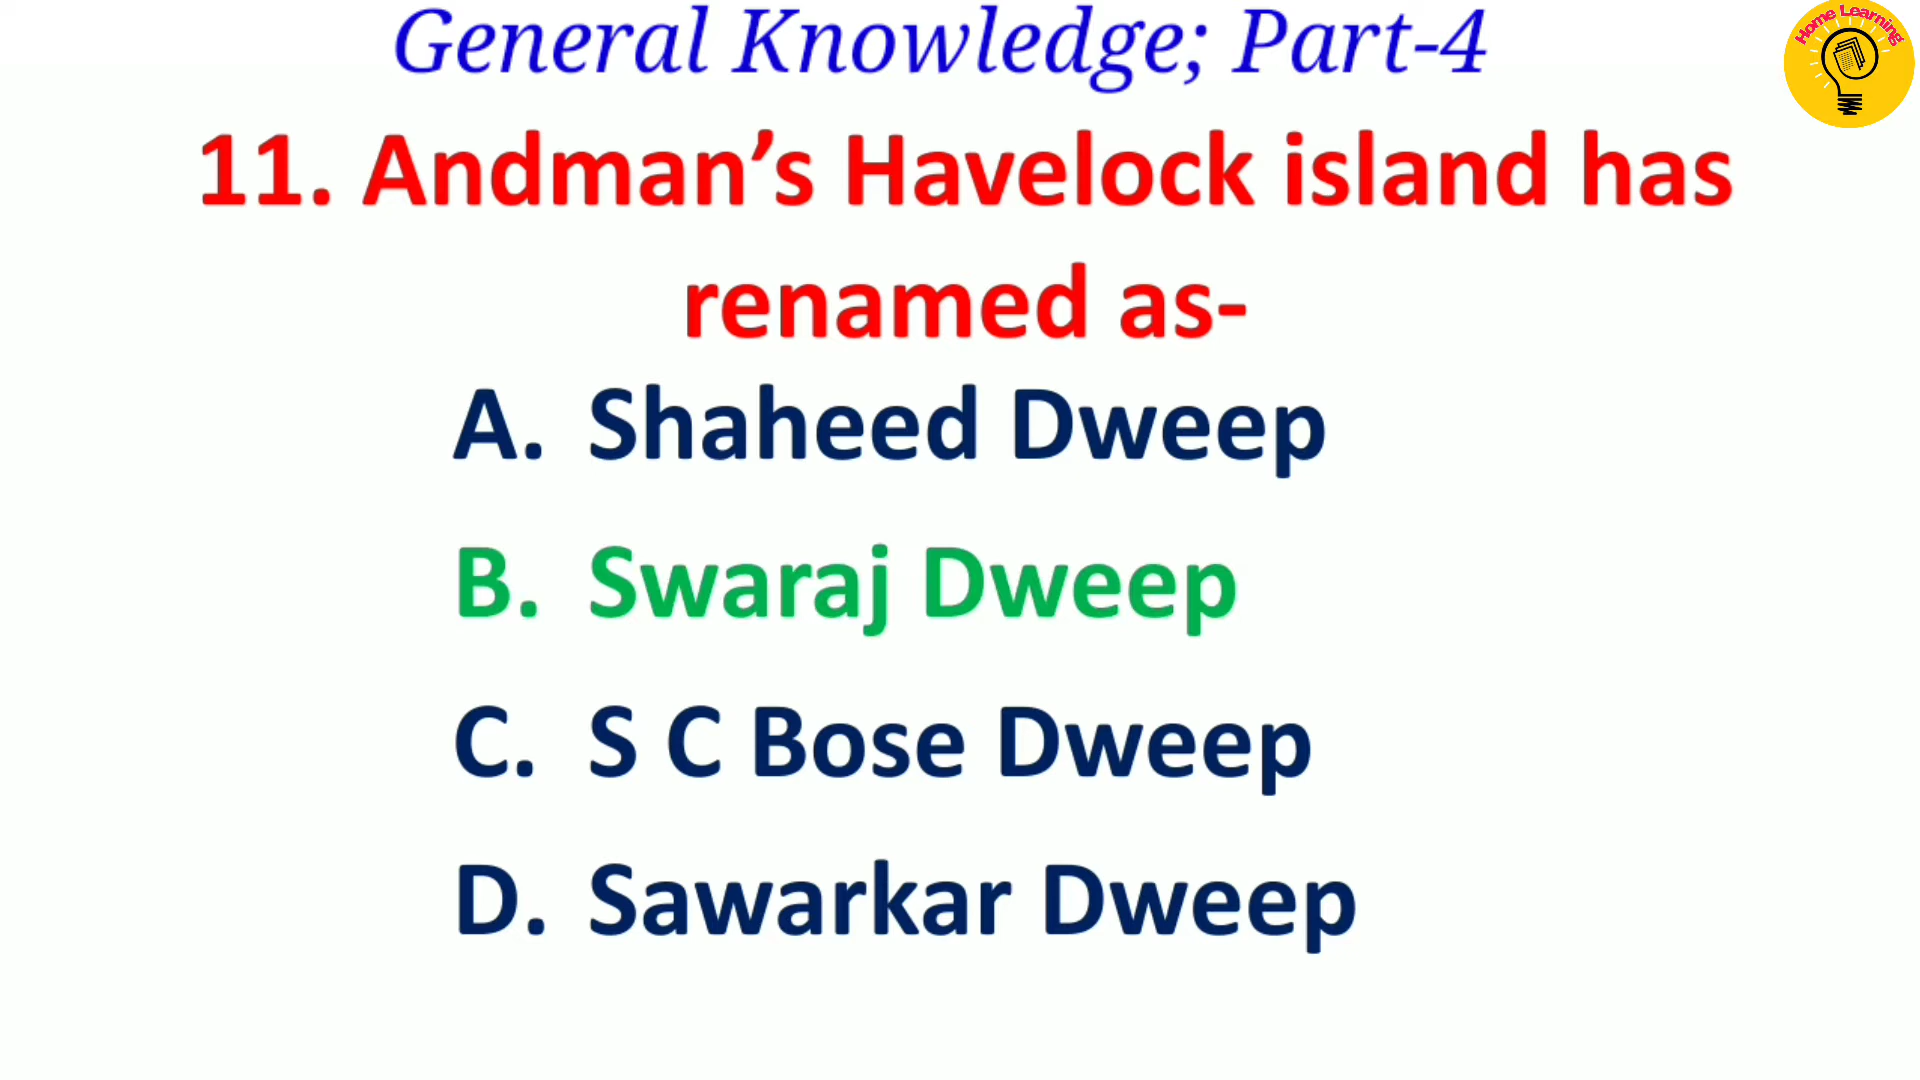 General Knowledge; Part-4
Home Learning
11. Andman’s Havelock island has
renamed as-
A. Shaheed Dweep
B. Swaraj Dweep
C. S C Bose Dweep
D. Sawarkar Dweep